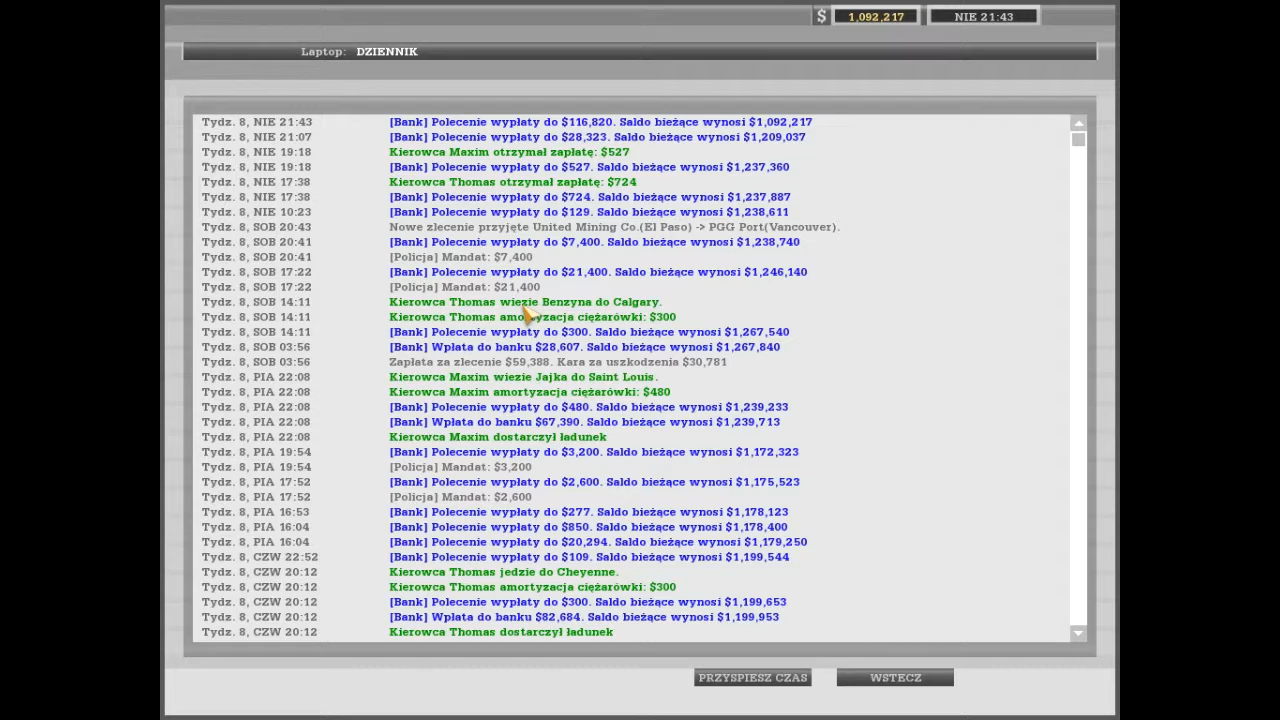 $ 1,092,217 NIE 21:43
Laptop: DZIENNIK
Tydz. 8, NIE 21:43 [Bank] Polecenie wypłaty do $116,820. Saldo bieżące wynosi $1,092,217
Tydz. 8, NIE 21:07 [Bank] Polecenie wypłaty do $28,323. Saldo bieżące wynosi $1,209,037
Tydz. 8, NIE 19:18 Kierowca Maxim otrzymał zapłatę: $527
Tydz. 8, NIE 19:18 [Bank] Polecenie wypłaty do $527. Saldo bieżące wynosi $1,237,360
Tydz. 8, NIE 17:38 Kierowca Thomas otrzymał zapłatę: $724
Tydz. 8, NIE 17:38 [Bank] Polecenie wypłaty do $724. Saldo bieżące wynosi $1,237,887
Tydz. 8, NIE 10:23 [Bank] Polecenie wypłaty do $129. Saldo bieżące wynosi $1,238,611
Tydz. 8, SOB 20:43 Nowe zlecenie przyjęte United Mining Co.(El Paso) -> PGG Port(Vancouver).
Tydz. 8, SOB 20:41 [Bank] Polecenie wypłaty do $7,400. Saldo bieżące wynosi $1,238,740
Tydz. 8, SOB 20:41 [Policja] Mandat: $7,400
Tydz. 8, SOB 17:22 [Bank] Polecenie wypłaty do $21,400. Saldo bieżące wynosi $1,246,140
Tydz. 8, SOB 17:22 [Policja] Mandat: $21,400
Tydz. 8, SOB 14:11 Kierowca Thomas wiezie Benzyna do Calgary.
Tydz. 8, SOB 14:11 Kierowca Thomas amortyzacja ciężarówki: $300
Tydz. 8, SOB 14:11 [Bank] Polecenie wypłaty do $300. Saldo bieżące wynosi $1,267,540
Tydz. 8, SOB 03:56 [Bank] Wpłata do banku $28,607. Saldo bieżące wynosi $1,267,840
Tydz. 8, SOB 03:56 Zapłata za zlecenie $59,388. Kara za uszkodzenia $30,781
Tydz. 8, PIA 22:08 Kierowca Maxim wiezie Jajka do Saint Louis.
Tydz. 8, PIA 22:08 Kierowca Maxim amortyzacja ciężarówki: $480
Tydz. 8, PIA 22:08 [Bank] Polecenie wypłaty do $480. Saldo bieżące wynosi $1,239,233
Tydz. 8, PIA 22:08 [Bank] Wpłata do banku $67,390. Saldo bieżące wynosi $1,239,713
Tydz. 8, PIA 22:08 Kierowca Maxim dostarczył ładunek
Tydz. 8, PIA 19:54 [Bank] Polecenie wypłaty do $3,200. Saldo bieżące wynosi $1,172,323
Tydz. 8, PIA 19:54 [Policja] Mandat: $3,200
Tydz. 8, PIA 17:52 [Bank] Polecenie wypłaty do $2,600. Saldo bieżące wynosi $1,175,523
Tydz. 8, PIA 17:52 [Policja] Mandat: $2,600
Tydz. 8, PIA 16:53 [Bank] Polecenie wypłaty do $277. Saldo bieżące wynosi $1,178,123
Tydz. 8, PIA 16:04 [Bank] Polecenie wypłaty do $850. Saldo bieżące wynosi $1,178,400
Tydz. 8, PIA 16:04 [Bank] Polecenie wypłaty do $20,294. Saldo bieżące wynosi $1,179,250
Tydz. 8, CZW 22:52 [Bank] Polecenie wypłaty do $109. Saldo bieżące wynosi $1,199,544
Tydz. 8, CZW 20:12 Kierowca Thomas jedzie do Cheyenne.
Tydz. 8, CZW 20:12 Kierowca Thomas amortyzacja ciężarówki: $300
Tydz. 8, CZW 20:12 [Bank] Polecenie wypłaty do $300. Saldo bieżące wynosi $1,199,653
Tydz. 8, CZW 20:12 [Bank] Wpłata do banku $82,684. Saldo bieżące wynosi $1,199,953
Tydz. 8, CZW 20:12 Kierowca Thomas dostarczył ładunek
PRZYSPIESZ CZAS WSTECZ